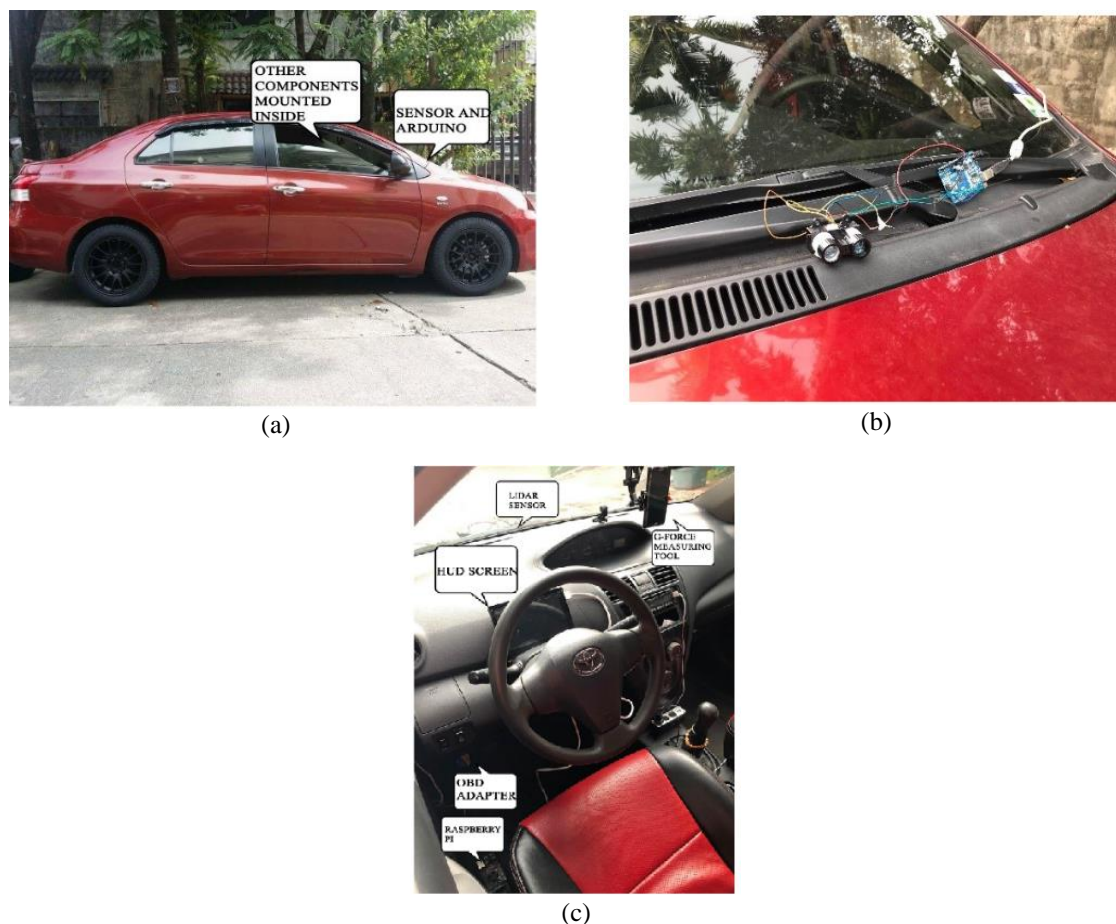 OTHER
COMPONENTS
MOUNTED
INSIDE
SENSOR AND
ARDUINO
(a)
(b)
LIDAR
SENSOR
G-FORCE
MEASURING
TOOL
HUD SCREEN
OBD
ADAPTER
RASPBERRY
PI
(c)